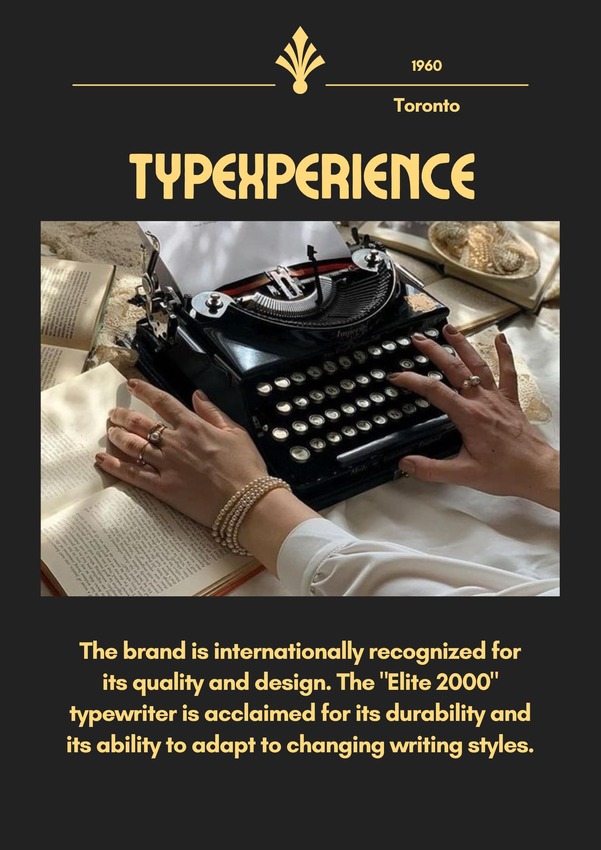 1960
Toronto
TYPEXPERIENCE
The brand is internationally recognized for
its quality and design. The "Elite 2000"
typewriter is acclaimed for its durability and
its ability to adapt to changing writing styles.